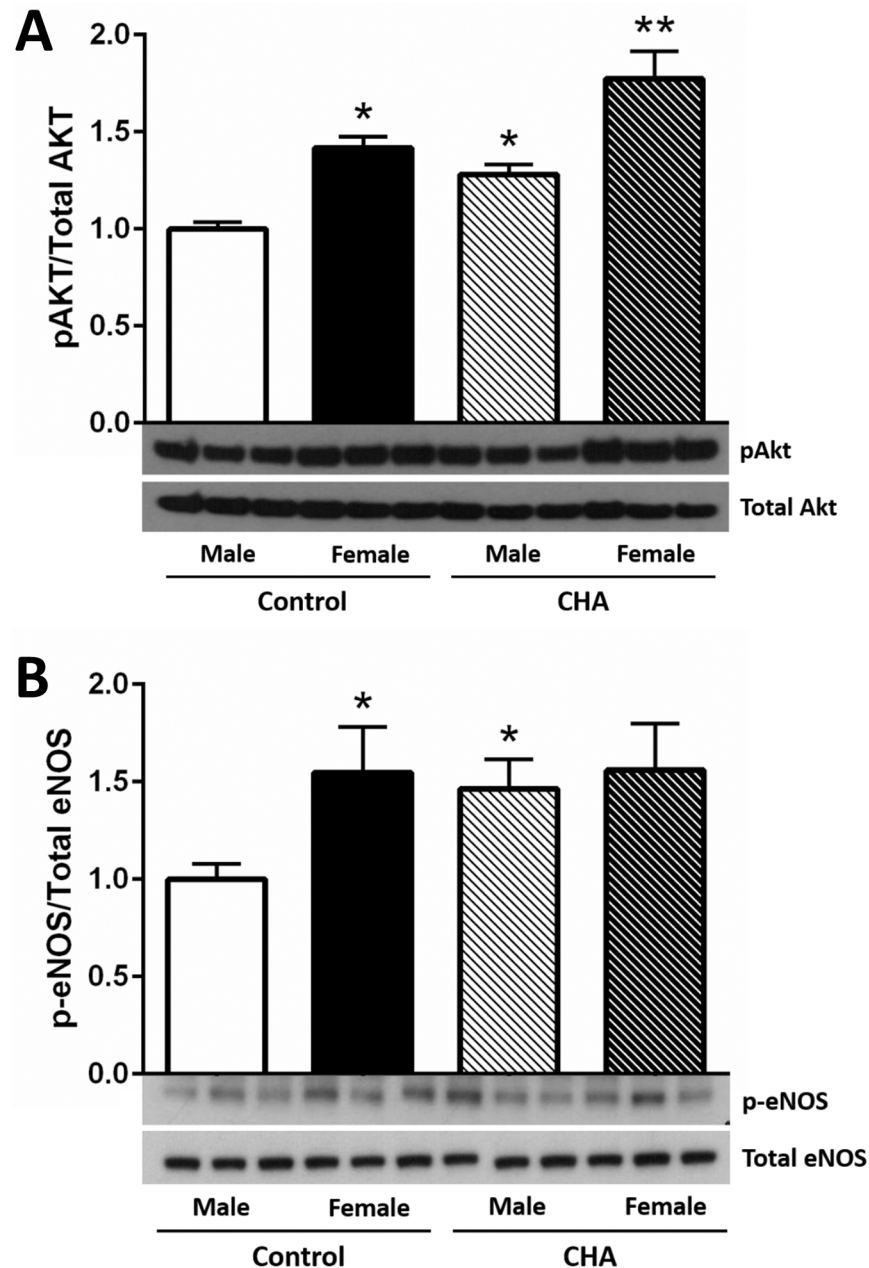 A
pAKT/Total AKT
2.0
1.5
1.0
0.5
0.0
*
*
**
pAkt
Total Akt
Male Female Male Female
Control CHA
B
p-eNOS/Total eNOS
2.0
1.5
1.0
0.5
0.0
*
*
p-eNOS
Total eNOS
Male Female Male Female
Control CHA